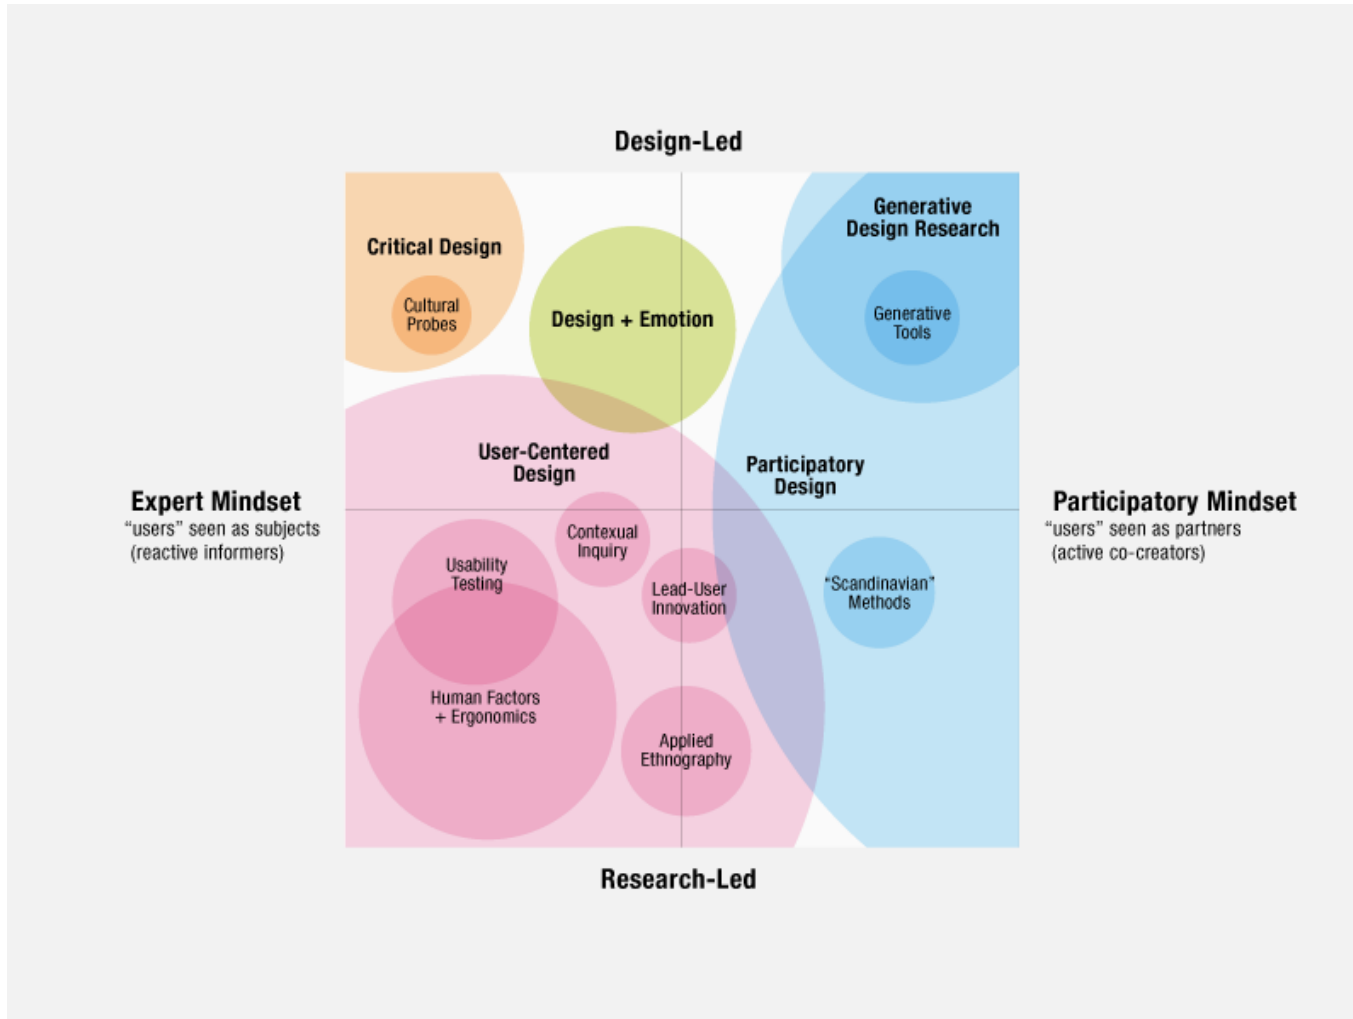 Design-Led
Generative
Design Research
Critical Design
Cultural
Probes
Design + Emotion
Generative
Tools
User-Centered
Design
Participatory
Design
Expert Mindset
“users” seen as subjects
(reactive informers)
Participatory Mindset
“users” seen as partners
(active co-creators)
Contexual
Inquiry
Usability
Testing
Lead-User
Innovation
“Scandinavian”
Methods
Human Factors
+ Ergonomics
Applied
Ethnography
Research-Led